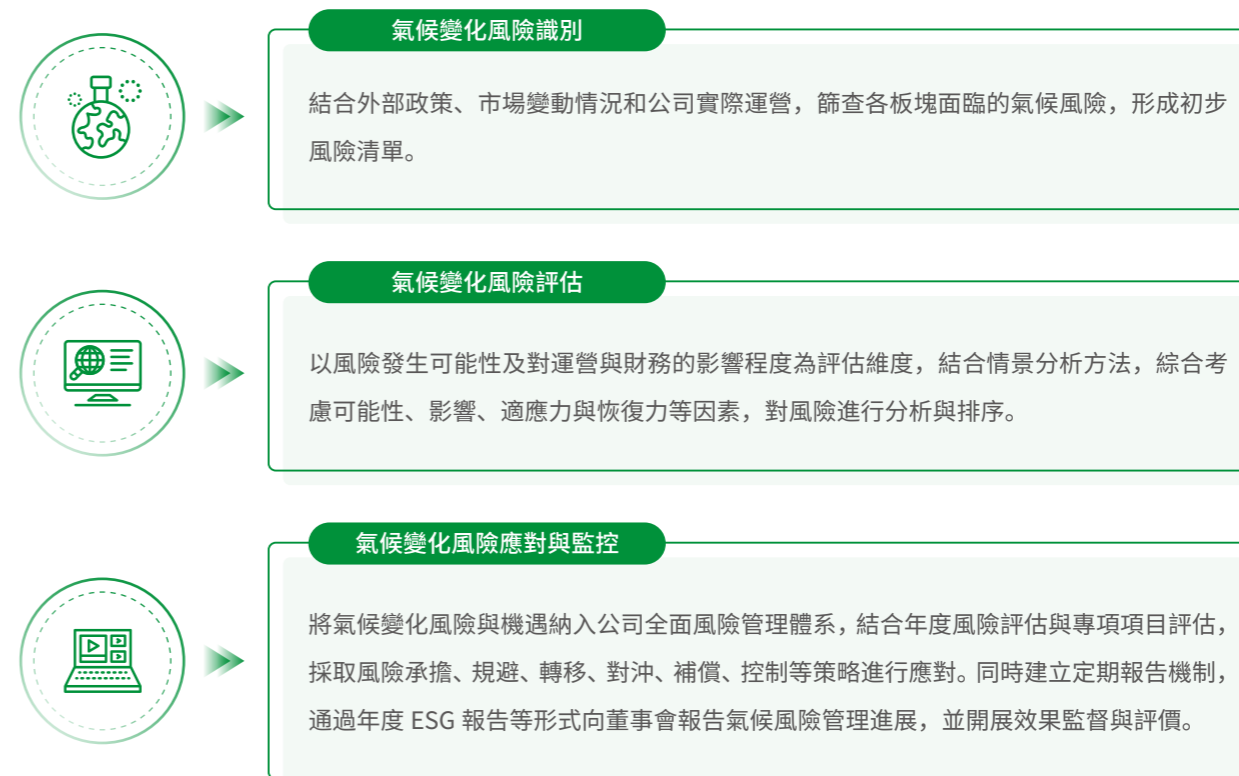 氣候變化風險識別
結合外部政策、市場變動情況和公司實際運營，篩查各板塊面臨的氣候風險，形成初步
風險清單。
氣候變化風險評估
以風險發生可能性及對運營與財務的影響程度為評估維度，結合情景分析方法，綜合考
慮可能性、影響、適應力與恢復力等因素，對風險進行分析與排序。
氣候變化風險應對與監控
將氣候變化風險與機遇納入公司全面風險管理體系，結合年度風險評估與專項項目評估，
採取風險承擔、規避、轉移、對沖、補償、控制等策略進行應對。同時建立定期報告機制，
通過年度 ESG 報告等形式向董事會報告氣候風險管理進展，並開展效果監督與評價。